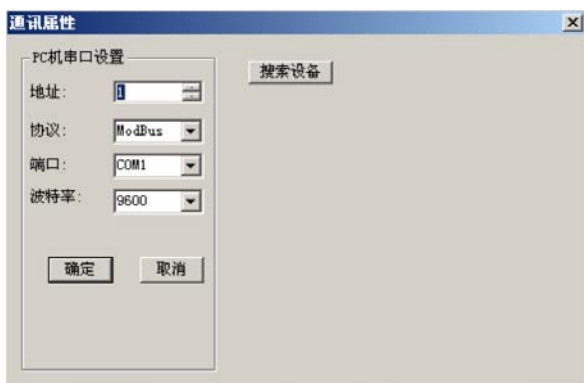 通讯属性
PC机串口设置
搜索设备
地址: 1
协议: ModBus
端口: COM1
波特率: 9600
确定 取消